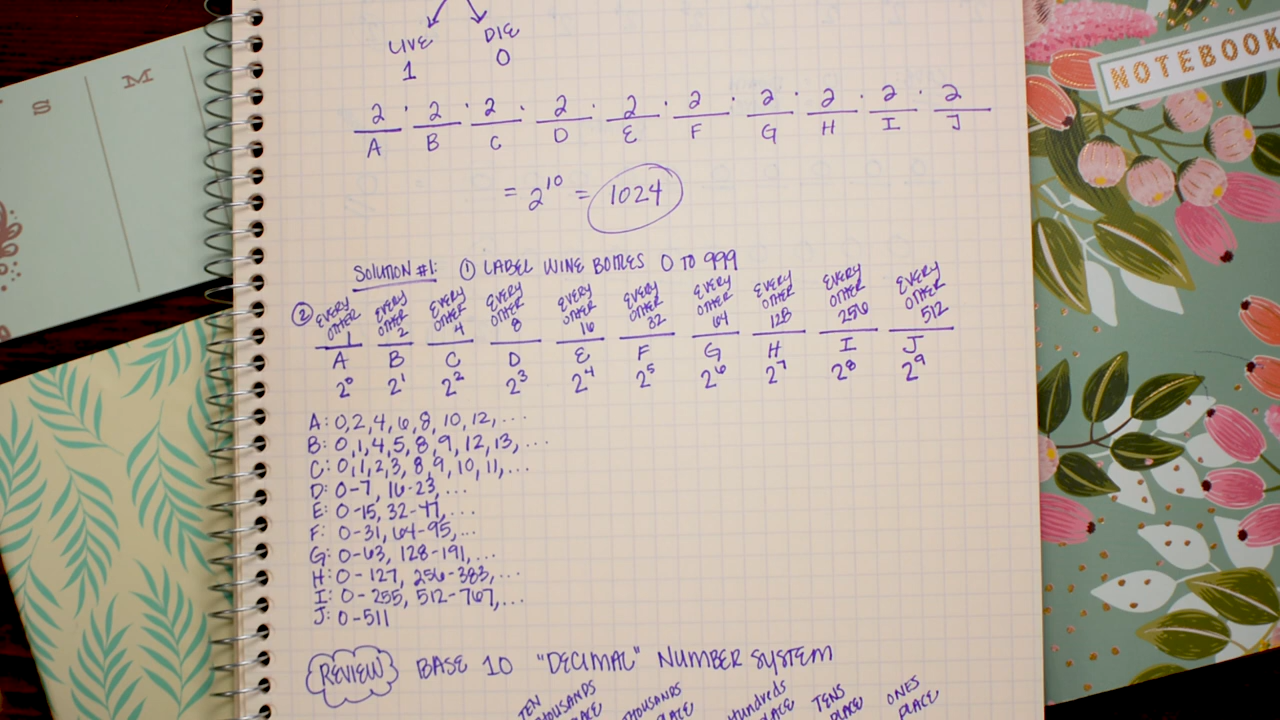 S M
NOTEBOOK
LIVE DIE
1 0
2 · 2 · 2 · 2 · 2 · 2 · 2 · 2 · 2 · 2
A B C D E F G H I J
= 2^10 = 1024
SOLUTION #1: ① LABEL WINE BOTTLES 0 TO 999
② EVERY OTHER 1 EVERY OTHER 2 EVERY OTHER 4 EVERY OTHER 8 EVERY OTHER 16 EVERY OTHER 32 EVERY OTHER 64 EVERY OTHER 128 EVERY OTHER 256 EVERY OTHER 512
A B C D E F G H I J
2^0 2^1 2^2 2^3 2^4 2^5 2^6 2^7 2^8 2^9
A: 0,2,4,6,8,10,12,...
B: 0,1,4,5,8,9,12,13,...
C: 0,1,2,3,8,9,10,11,...
D: 0-7, 16-23,...
E: 0-15, 32-47,...
F: 0-31, 64-95,...
G: 0-63, 128-191,...
H: 0-127, 256-383,...
I: 0-255, 512-767,...
J: 0-511
REVIEW BASE 10 "DECIMAL" NUMBER SYSTEM
TEN THOUSANDS PLACE THOUSANDS PLACE HUNDREDS PLACE TENS PLACE ONES PLACE